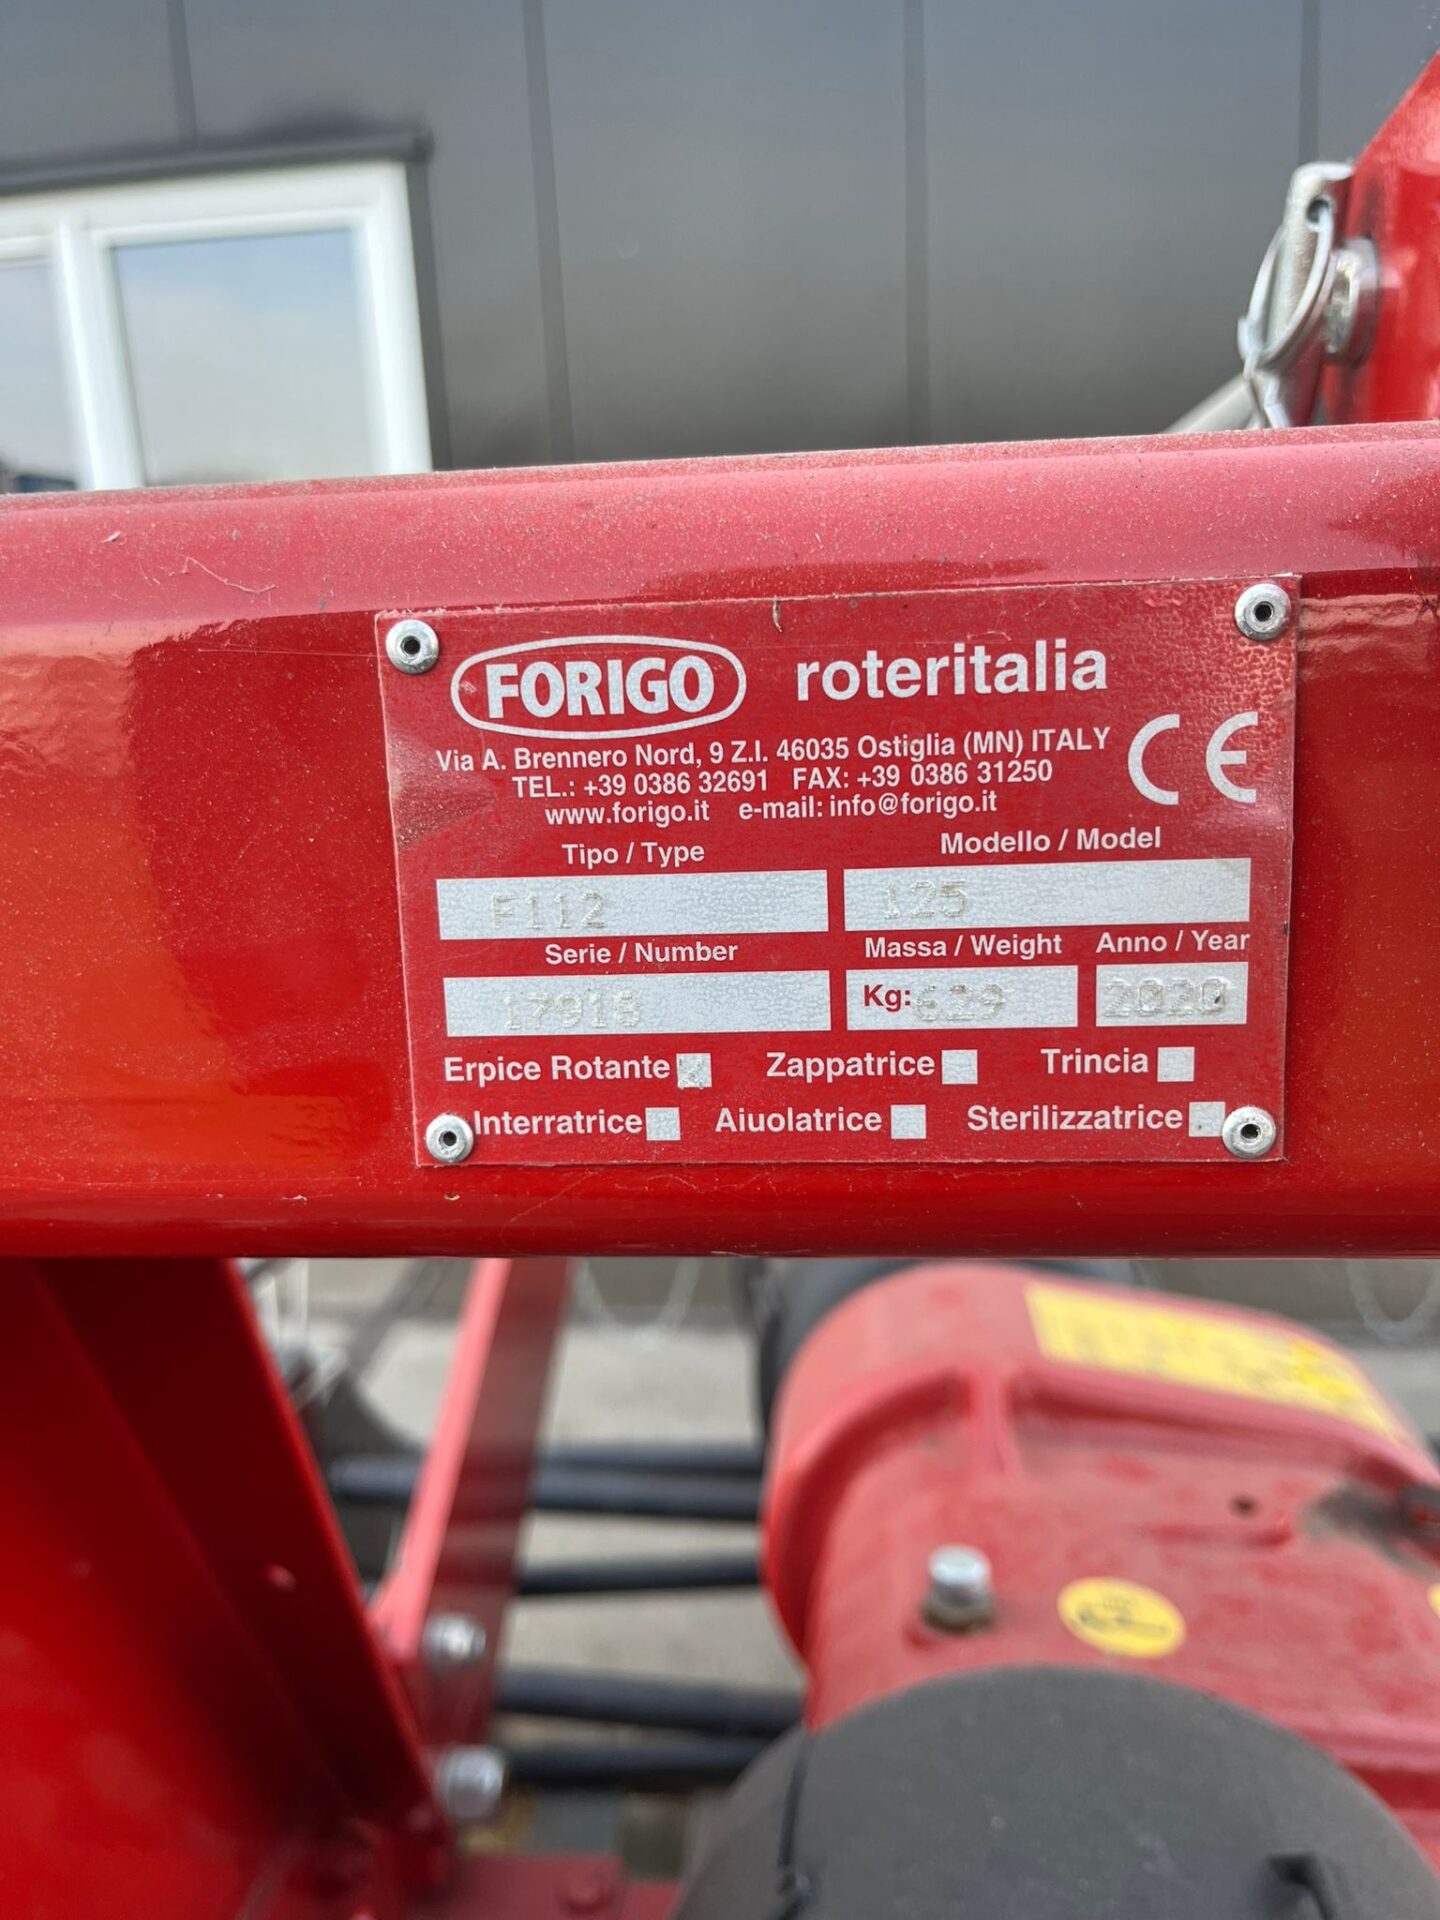 FORIGO roteritalia
Via A. Brennero Nord, 9 Z.I. 46035 Ostiglia (MN) ITALY
TEL.: +39 0386 32691 FAX: +39 0386 31250
www.forigo.it e-mail: info@forigo.it
CE
Tipo / Type Modello / Model
F112 125
Serie / Number Massa / Weight Anno / Year
17918 Kg: 629 2020
Erpice Rotante Zappatrice Trincia
Interratrice Aiuolatrice Sterilizzatrice